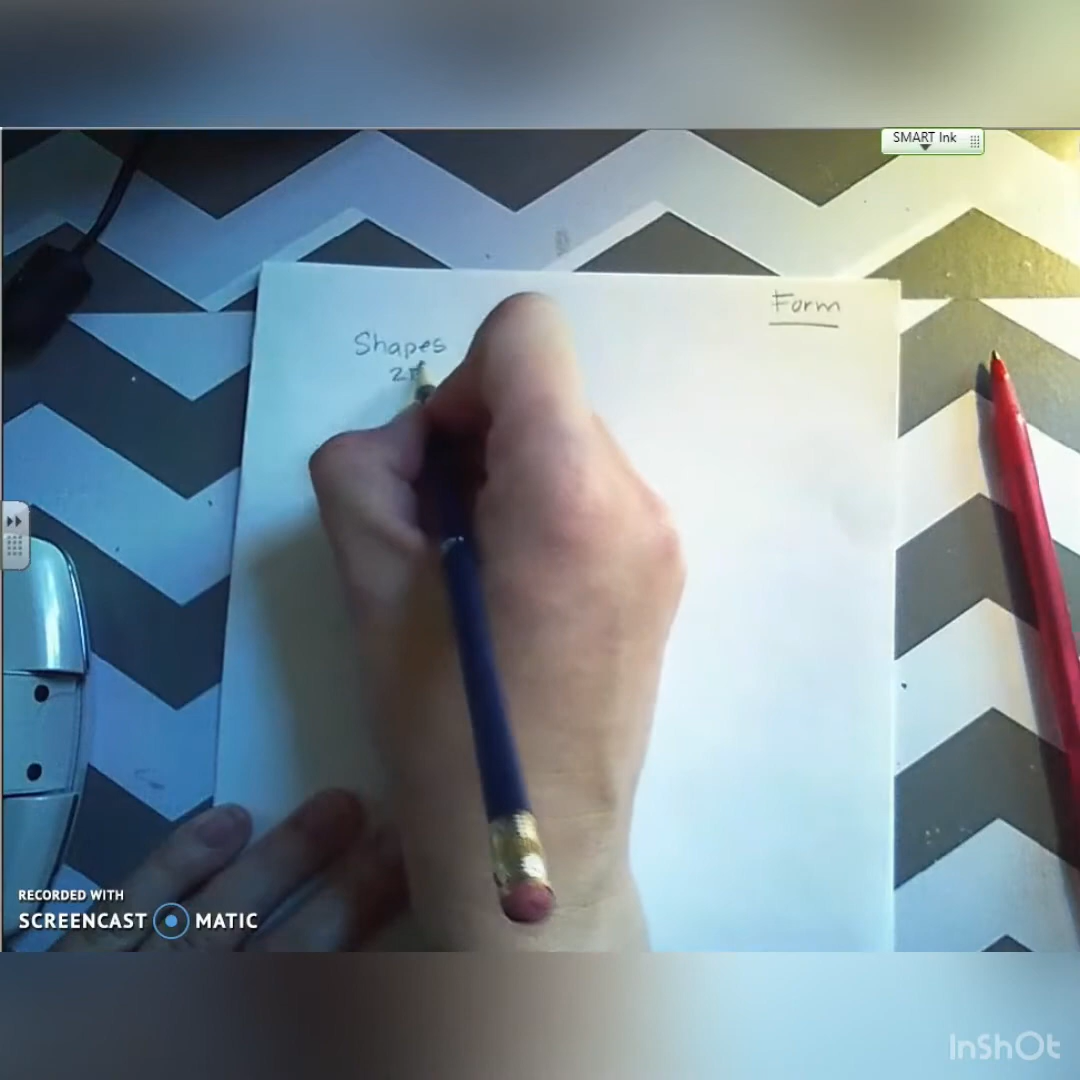 SMART Ink
Form
Shapes
RECORDED WITH
SCREENCAST MATIC
InShOt